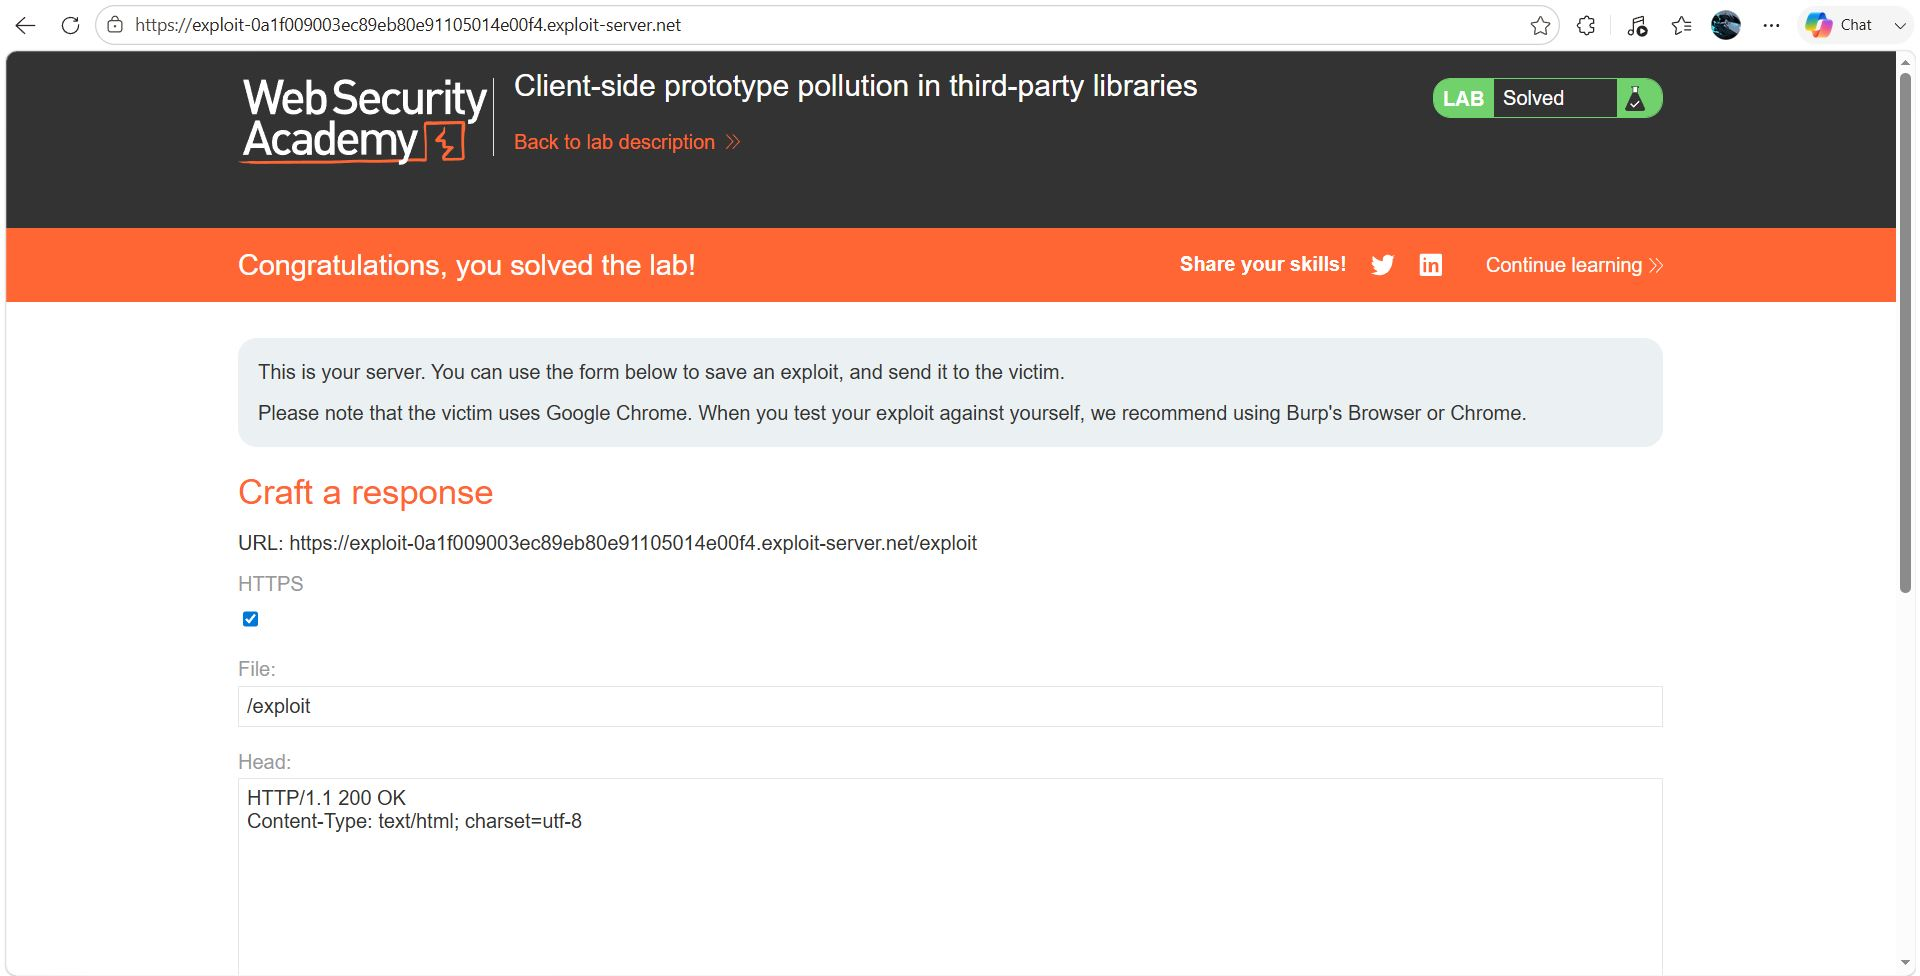 https://exploit-0a1f009003ec89eb80e91105014e00f4.exploit-server.net
Chat
Web Security
Academy
Client-side prototype pollution in third-party libraries
Back to lab description
LAB Solved
Congratulations, you solved the lab!
Share your skills!
Continue learning
This is your server. You can use the form below to save an exploit, and send it to the victim.
Please note that the victim uses Google Chrome. When you test your exploit against yourself, we recommend using Burp's Browser or Chrome.
Craft a response
URL: https://exploit-0a1f009003ec89eb80e91105014e00f4.exploit-server.net/exploit
HTTPS
File:
/exploit
Head:
HTTP/1.1 200 OK
Content-Type: text/html; charset=utf-8